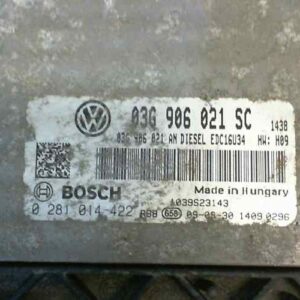 03G 906 021 SC 1438
03G 906 021 AN DIESEL EDC16U34 HW: H09
BOSCH
Made in Hungary
1039S23143
0 281 014 422
09-08-30 1409 0296